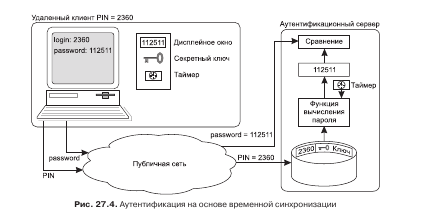 Удаленный клиент PIN = 2360
login: 2360
password: 112511
112511 Дисплейное окно
Секретный ключ
Таймер
Аутентификационный сервер
Сравнение
112511
Таймер
Функция
вычисления
пароля
2360 Ключ
password = 112511
PIN = 2360
Публичная сеть
password
PIN
Рис. 27.4. Аутентификация на основе временной синхронизации